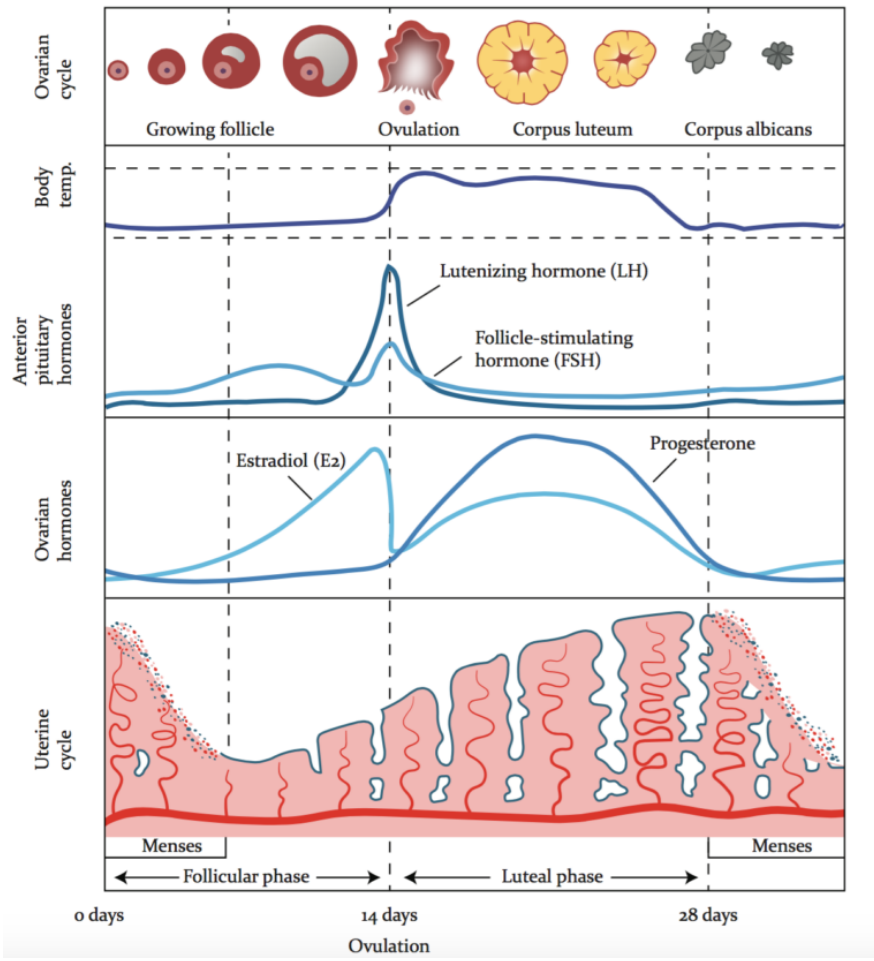 Ovarian
cycle
Growing follicle
Ovulation
Corpus luteum
Corpus albicans
Body
temp.
Anterior
pituitary
hormones
Lutenizing hormone (LH)
Follicle-stimulating
hormone (FSH)
Ovarian
hormones
Estradiol (E2)
Progesterone
Uterine
cycle
Menses
Menses
Follicular phase
Luteal phase
0 days
14 days
28 days
Ovulation